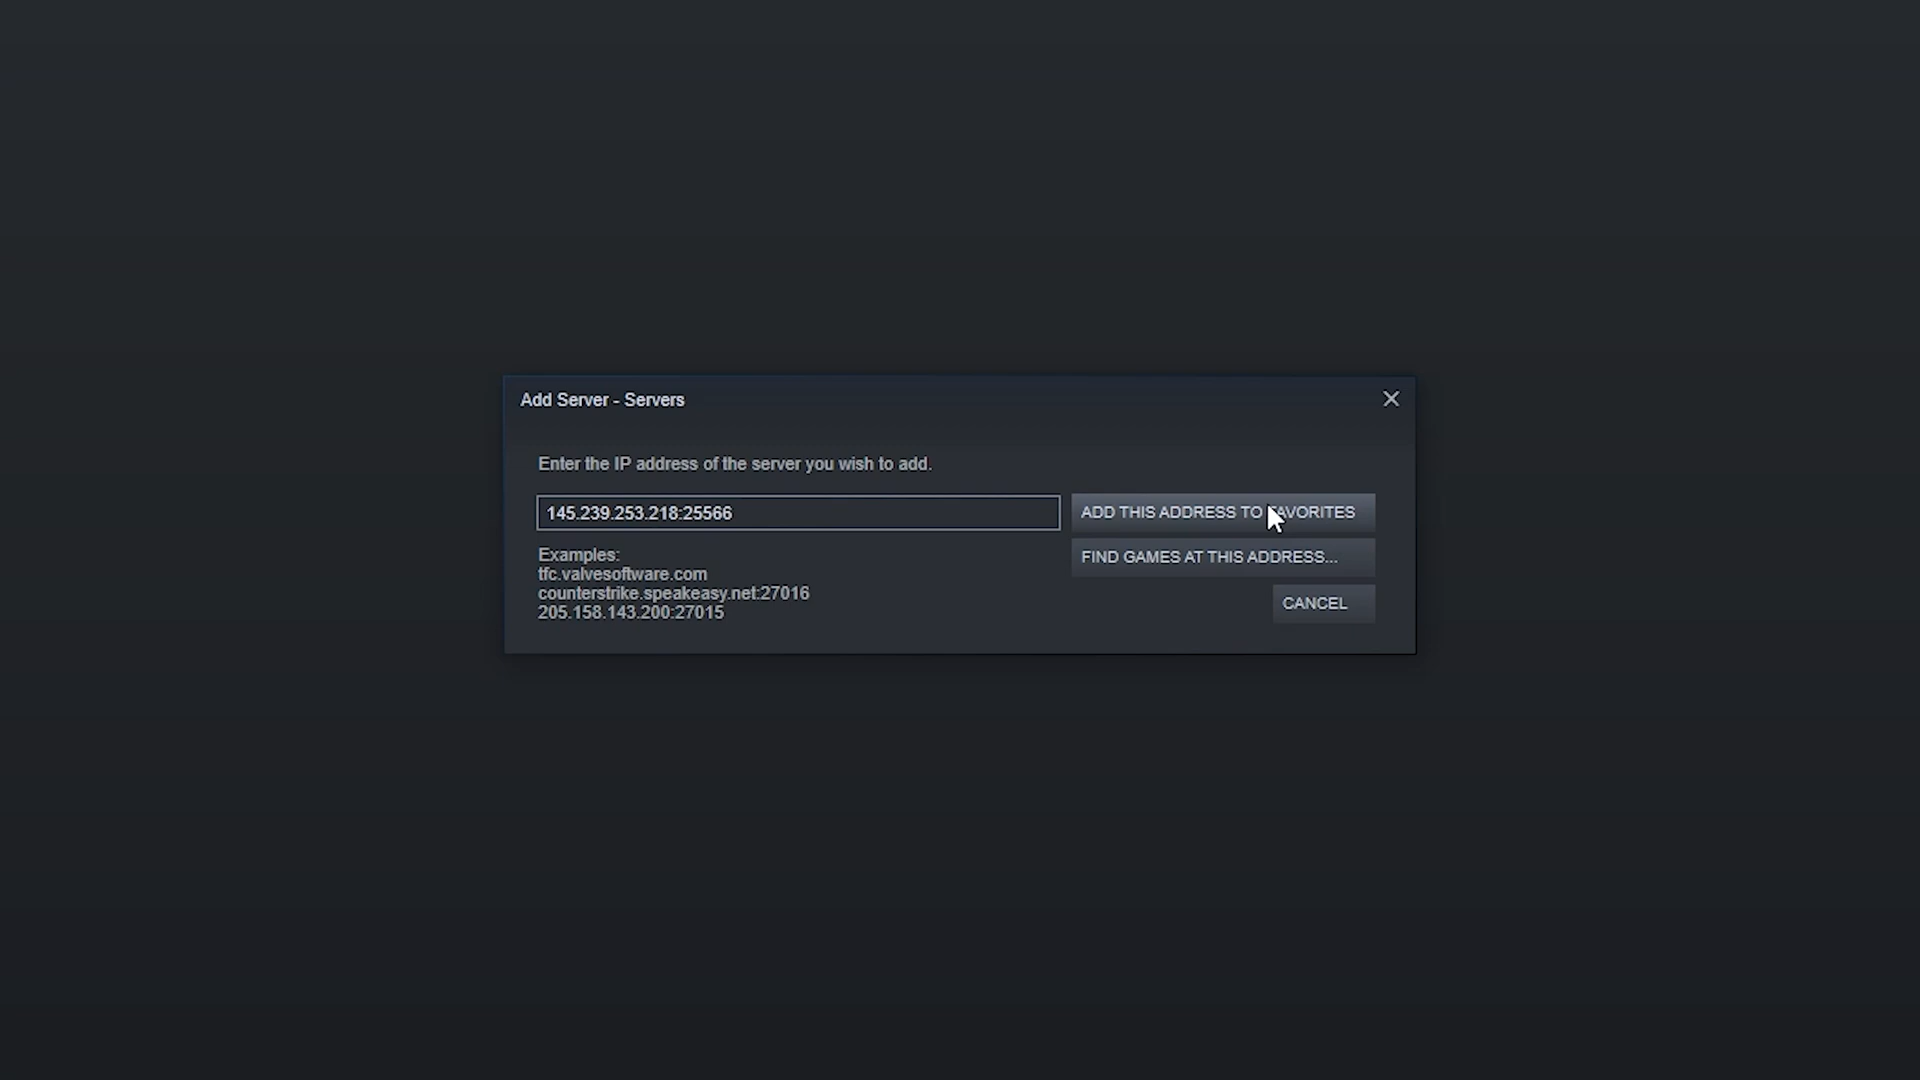 Add Server - Servers
Enter the IP address of the server you wish to add.
145.239.253.218:25566
ADD THIS ADDRESS TO FAVORITES
Examples:
tfc.valvesoftware.com
counterstrike.speakeasy.net:27016
205.158.143.200:27015
FIND GAMES AT THIS ADDRESS...
CANCEL